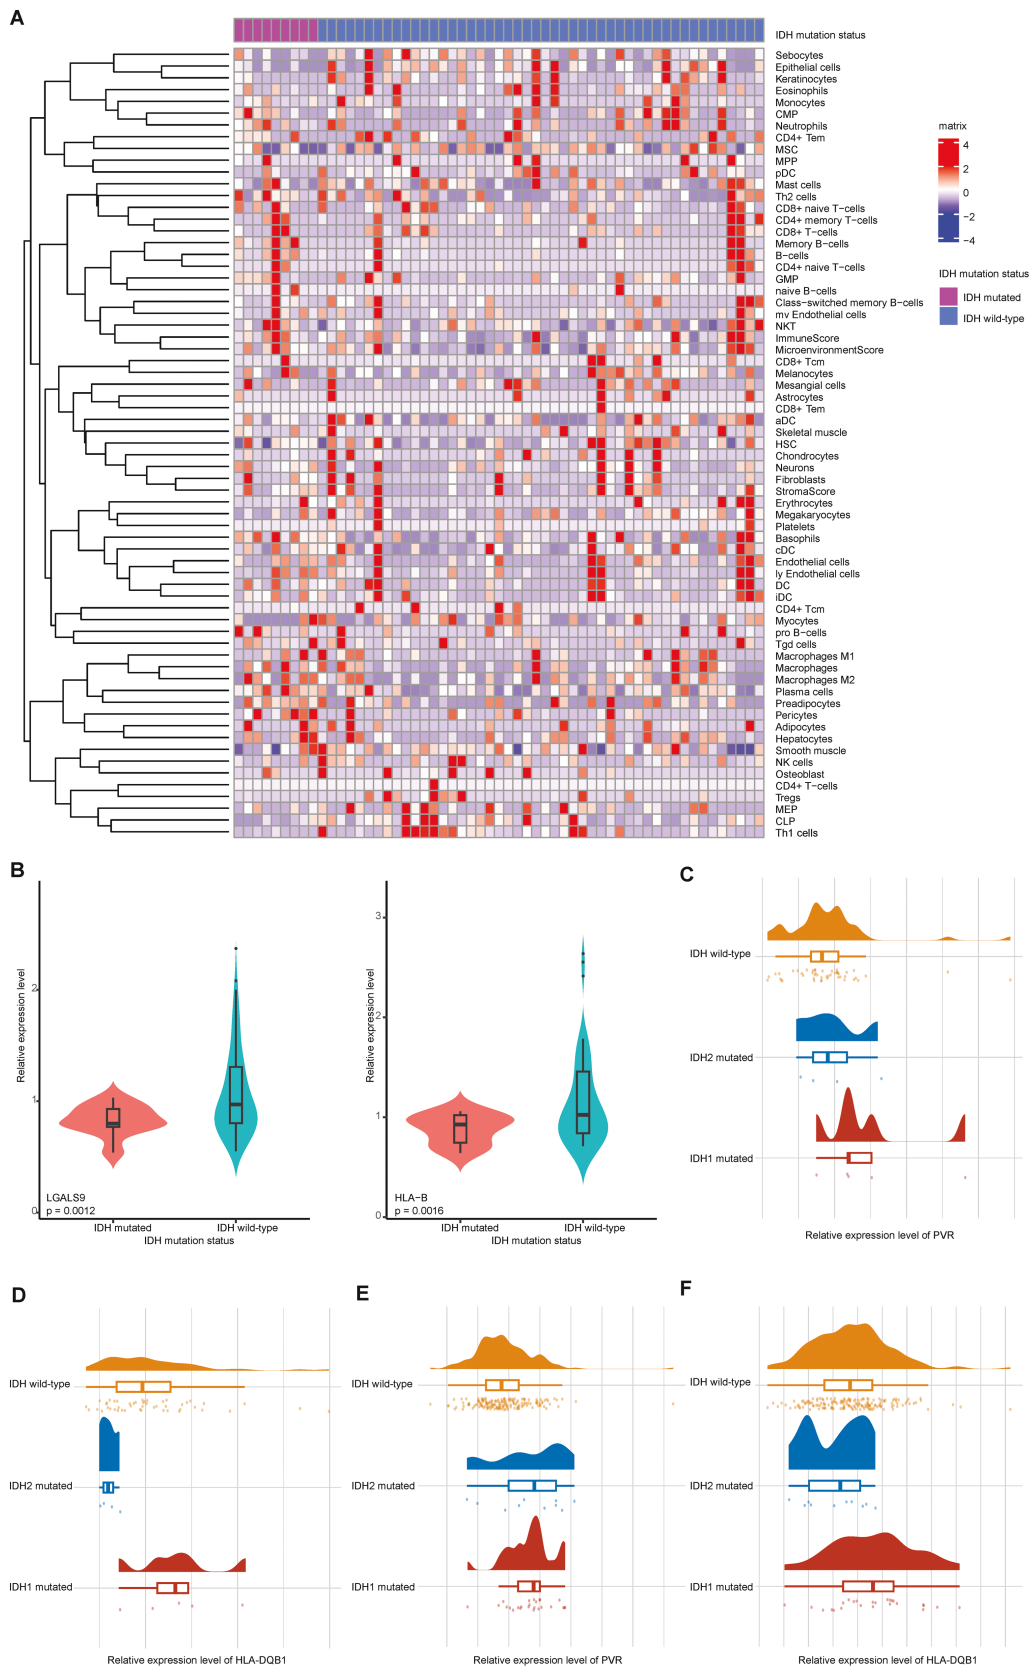 A
IDH mutation status
Sebocytes
Epithelial cells
Keratinocytes
Eosinophils
Monocytes
CMP
Neutrophils
CD4+ Tem
MSC
MPP
pDC
Mast cells
Th2 cells
CD8+ naive T−cells
CD4+ memory T−cells
CD8+ T−cells
Memory B−cells
B−cells
CD4+ naive T−cells
GMP
naive B−cells
Class−switched memory B−cells
mv Endothelial cells
NKT
ImmuneScore
MicroenvironmentScore
CD8+ Tcm
Melanocytes
Mesangial cells
Astrocytes
CD8+ Tem
aDC
Skeletal muscle
HSC
Chondrocytes
Neurons
Fibroblasts
StromaScore
Erythrocytes
Megakaryocytes
Platelets
Basophils
cDC
Endothelial cells
ly Endothelial cells
DC
iDC
CD4+ Tcm
Myocytes
pro B−cells
Tgd cells
Macrophages M1
Macrophages
Macrophages M2
Plasma cells
Preadipocytes
Pericytes
Adipocytes
Hepatocytes
Smooth muscle
NK cells
Osteoblast
CD4+ T−cells
Tregs
MEP
CLP
Th1 cells
matrix
4
2
0
−2
−4
IDH mutation status
IDH mutated
IDH wild−type
B
Relative expression level
2
1
0
LGALS9
p = 0.0012
IDH mutated
IDH wild−type
IDH mutation status
Relative expression level
3
2
1
0
HLA−B
p = 0.0016
IDH mutated
IDH wild−type
IDH mutation status
C
IDH wild-type
IDH2 mutated
IDH1 mutated
Relative expression level of PVR
D
IDH wild-type
IDH2 mutated
IDH1 mutated
Relative expression level of HLA-DQB1
E
IDH wild-type
IDH2 mutated
IDH1 mutated
Relative expression level of PVR
F
IDH wild-type
IDH2 mutated
IDH1 mutated
Relative expression level of HLA-DQB1